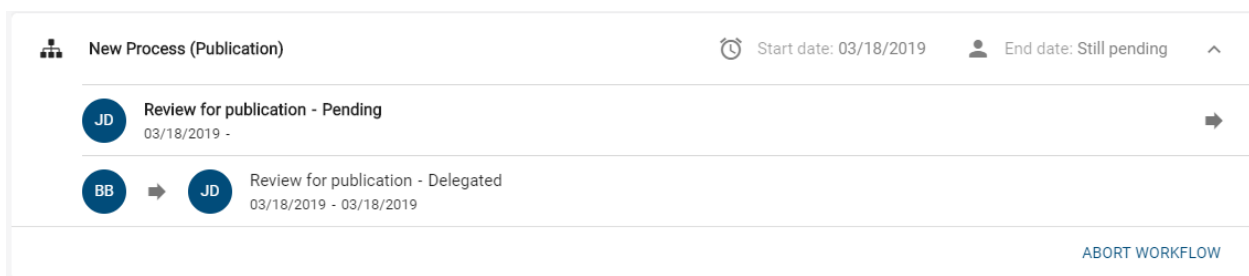 New Process (Publication)
Start date: 03/18/2019
End date: Still pending
JD
Review for publication - Pending
03/18/2019 -
BB
JD
Review for publication - Delegated
03/18/2019 - 03/18/2019
ABORT WORKFLOW